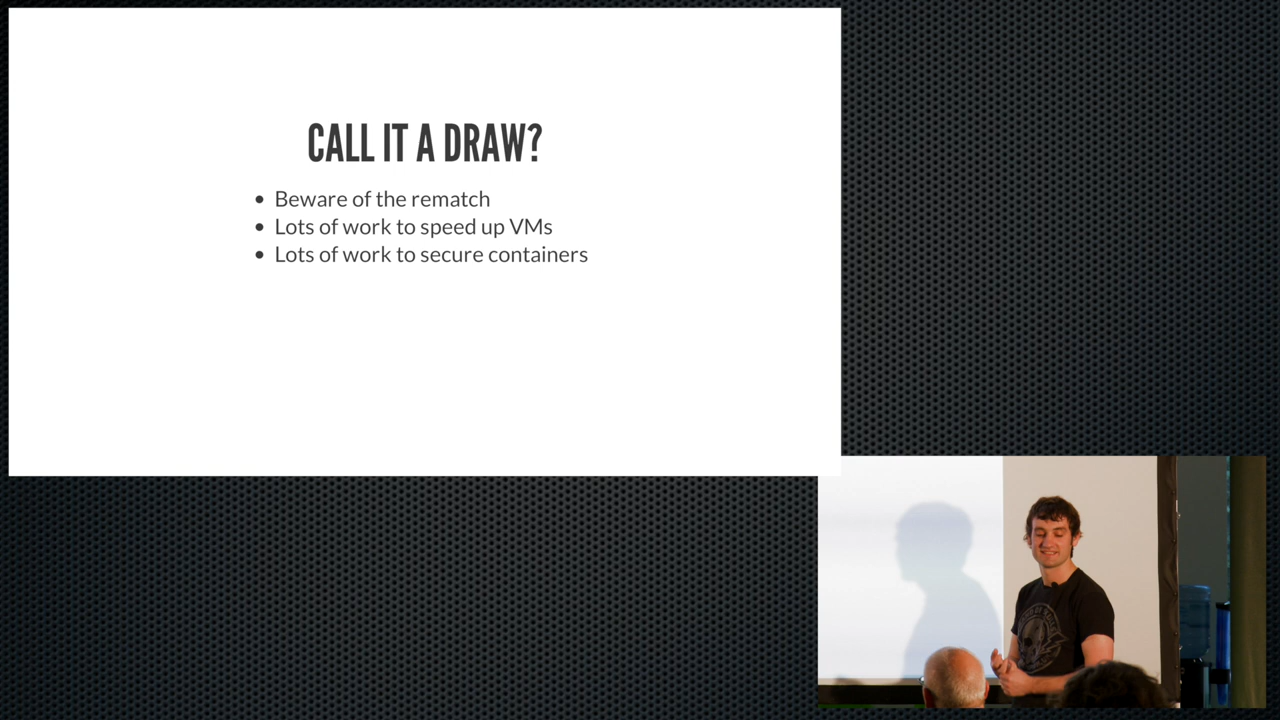 CALL IT A DRAW?
Beware of the rematch
Lots of work to speed up VMs
Lots of work to secure containers